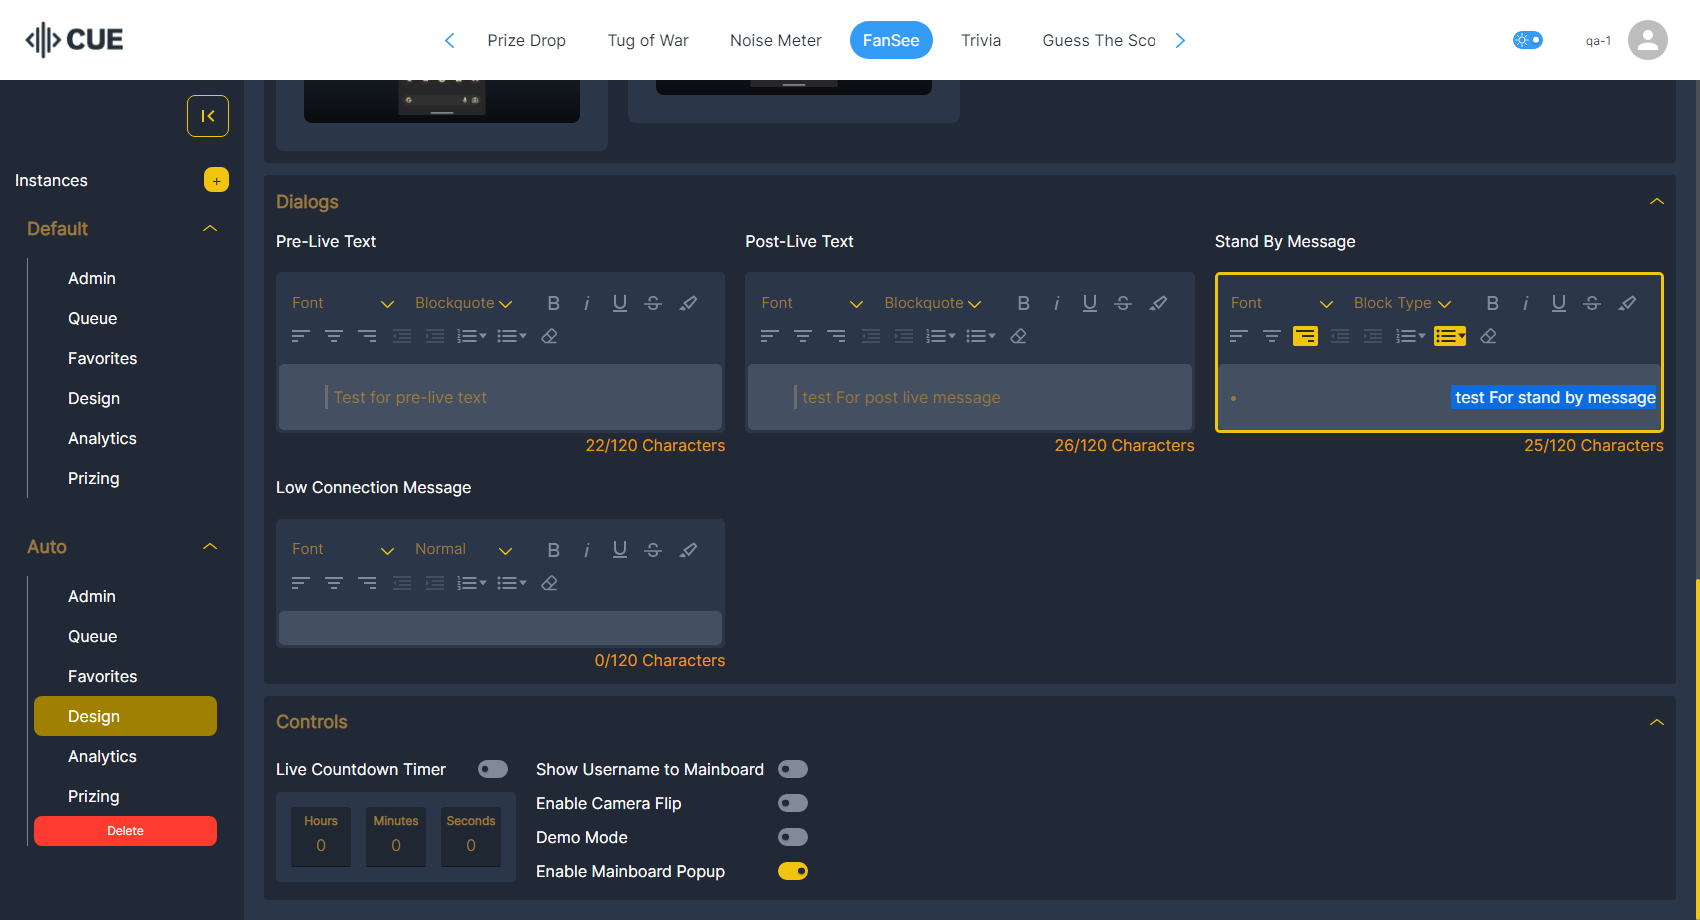 CUE
Prize Drop
Tug of War
Noise Meter
FanSee
Trivia
Guess The Sco
qa-1
Instances
+
Default
Admin
Queue
Favorites
Design
Analytics
Prizing
Auto
Admin
Queue
Favorites
Design
Analytics
Prizing
Delete
Dialogs
Pre-Live Text
Font
Blockquote
B i U S
Test for pre-live text
22/120 Characters
Post-Live Text
Font
Blockquote
B i U S
test For post live message
26/120 Characters
Stand By Message
Font
Block Type
B i U S
• test For stand by message
25/120 Characters
Low Connection Message
Font
Normal
B i U S
0/120 Characters
Controls
Live Countdown Timer
Hours
0
Minutes
0
Seconds
0
Show Username to Mainboard
Enable Camera Flip
Demo Mode
Enable Mainboard Popup